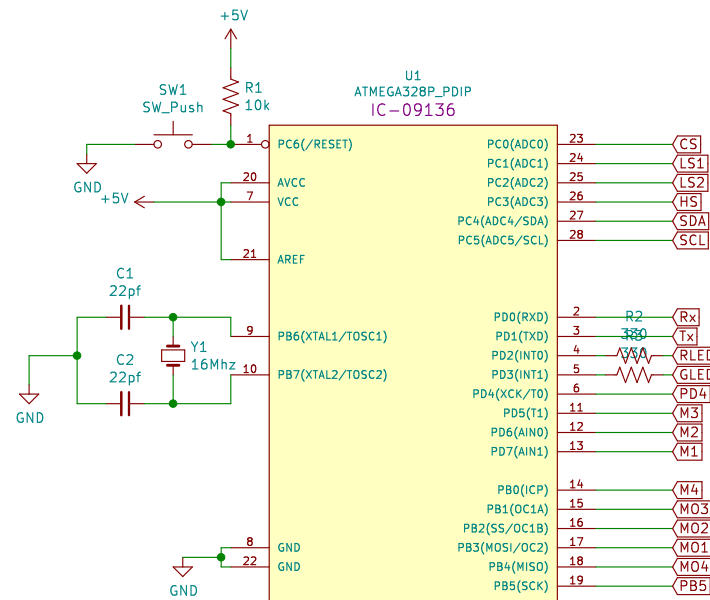 +5V
U1
ATMEGA328P_PDIP
IC-09136
SW1
SW_Push
R1
10k
1 PC6(/RESET) PC0(ADC0) 23 CS
PC1(ADC1) 24 LS1
GND
20 AVCC PC2(ADC2) 25 LS2
+5V 7 VCC PC3(ADC3) 26 HS
PC4(ADC4/SDA) 27 SDA
PC5(ADC5/SCL) 28 SCL
21 AREF
C1
22pf
PD0(RXD) 2 R2 Rx
9 PB6(XTAL1/TOSC1) PD1(TXD) 3 330 R3 Tx
Y1
16Mhz
C2
22pf
PD2(INT0) 4 330 RLED
10 PB7(XTAL2/TOSC2) PD3(INT1) 5 GLED
PD4(XCK/T0) 6 PD4
GND
PD5(T1) 11 M3
PD6(AIN0) 12 M2
PD7(AIN1) 13 M1
PB0(ICP) 14 M4
PB1(OC1A) 15 MO3
PB2(SS/OC1B) 16 MO2
8 GND PB3(MOSI/OC2) 17 MO1
22 GND PB4(MISO) 18 MO4
GND
PB5(SCK) 19 PB5